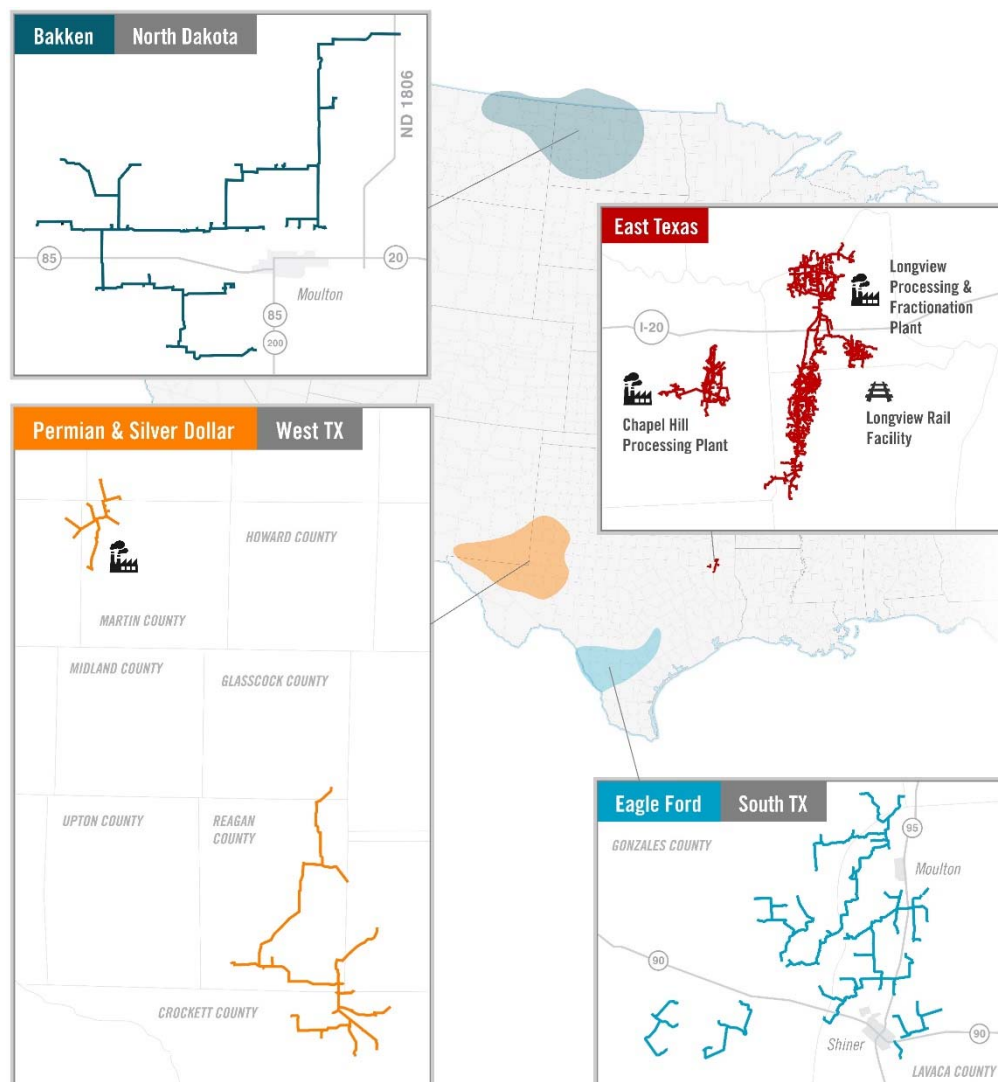 Bakken
North Dakota
ND 1806
85
20
Moulton
85
200
East Texas
Longview
Processing &
Fractionation
Plant
I-20
Chapel Hill
Processing Plant
Longview Rail
Facility
Permian & Silver Dollar
West TX
HOWARD COUNTY
MARTIN COUNTY
MIDLAND COUNTY
GLASSCOCK COUNTY
UPTON COUNTY
REAGAN
COUNTY
CROCKETT COUNTY
Eagle Ford
South TX
GONZALES COUNTY
95
Moulton
90
Shiner
90
LAVACA COUNTY